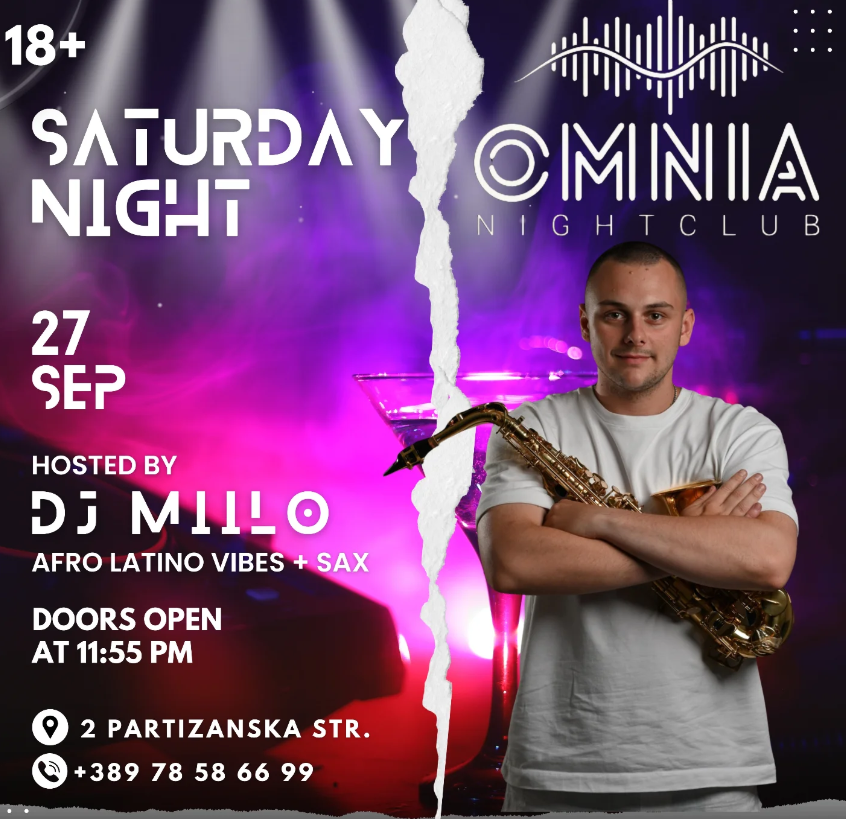 18+
SATURDAY
NIGHT
27
SEP
HOSTED BY
DJ MIILO
AFRO LATINO VIBES + SAX
DOORS OPEN
AT 11:55 PM
2 PARTIZANSKA STR.
+389 78 58 66 99
OMNIA
NIGHTCLUB